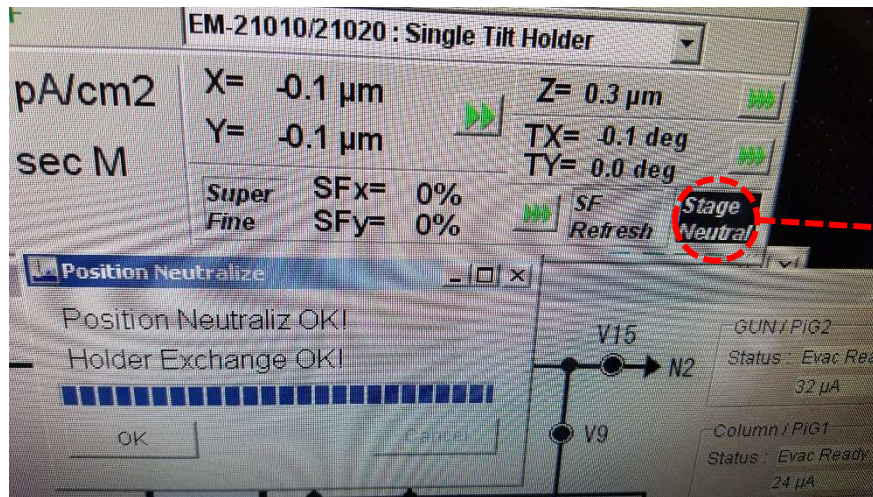 EM-21010/21020 : Single Tilt Holder
pA/cm2
sec M
X= -0.1 µm
Y= -0.1 µm
Z= 0.3 µm
TX= -0.1 deg
TY= 0.0 deg
Super
Fine
SFx= 0%
SFy= 0%
SF
Refresh
Stage
Neutral
Position Neutralize
Position Neutraliz OK!
Holder Exchange OK!
OK
Cancel
V15
N2
V9
GUN / PiG2
Status : Evac Rea
32 µA
Column / PiG1
Status : Evac Ready
24 µA